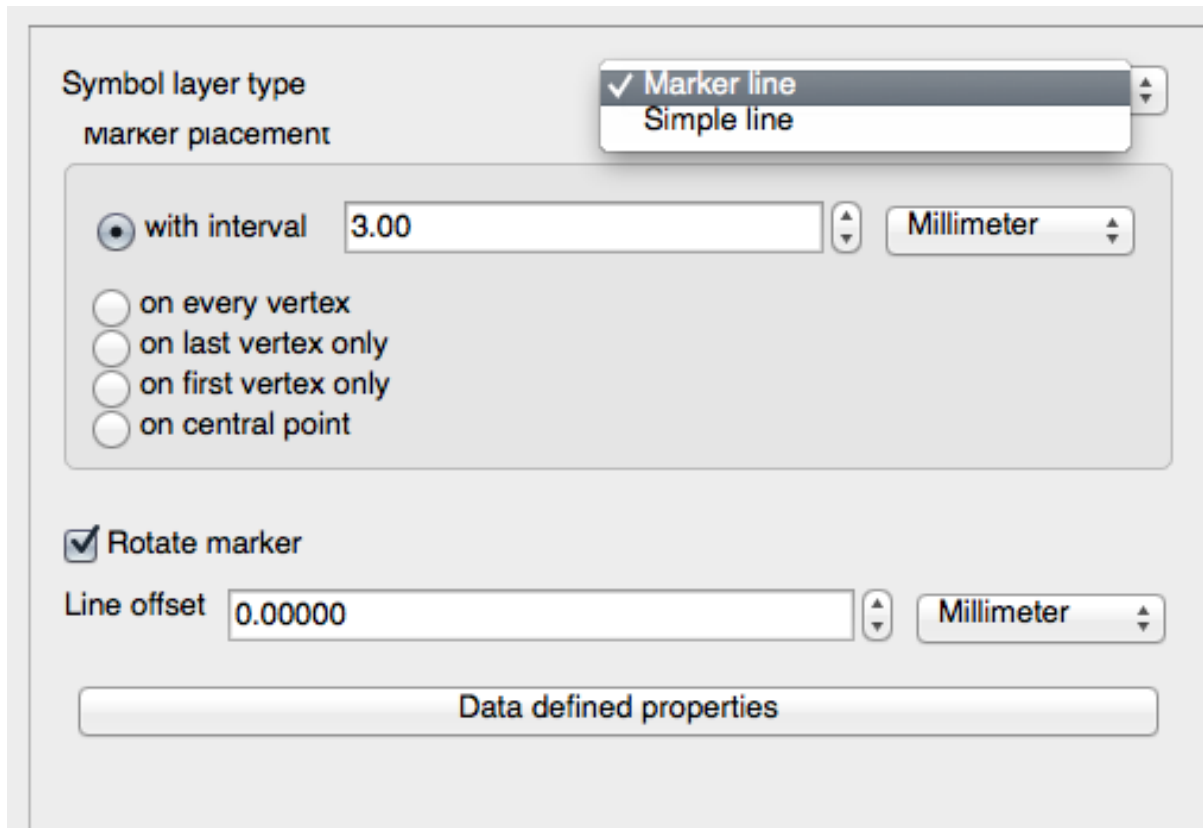 Symbol layer type
Marker line
Simple line
Marker placement
with interval 3.00 Millimeter
on every vertex
on last vertex only
on first vertex only
on central point
Rotate marker
Line offset 0.00000 Millimeter
Data defined properties